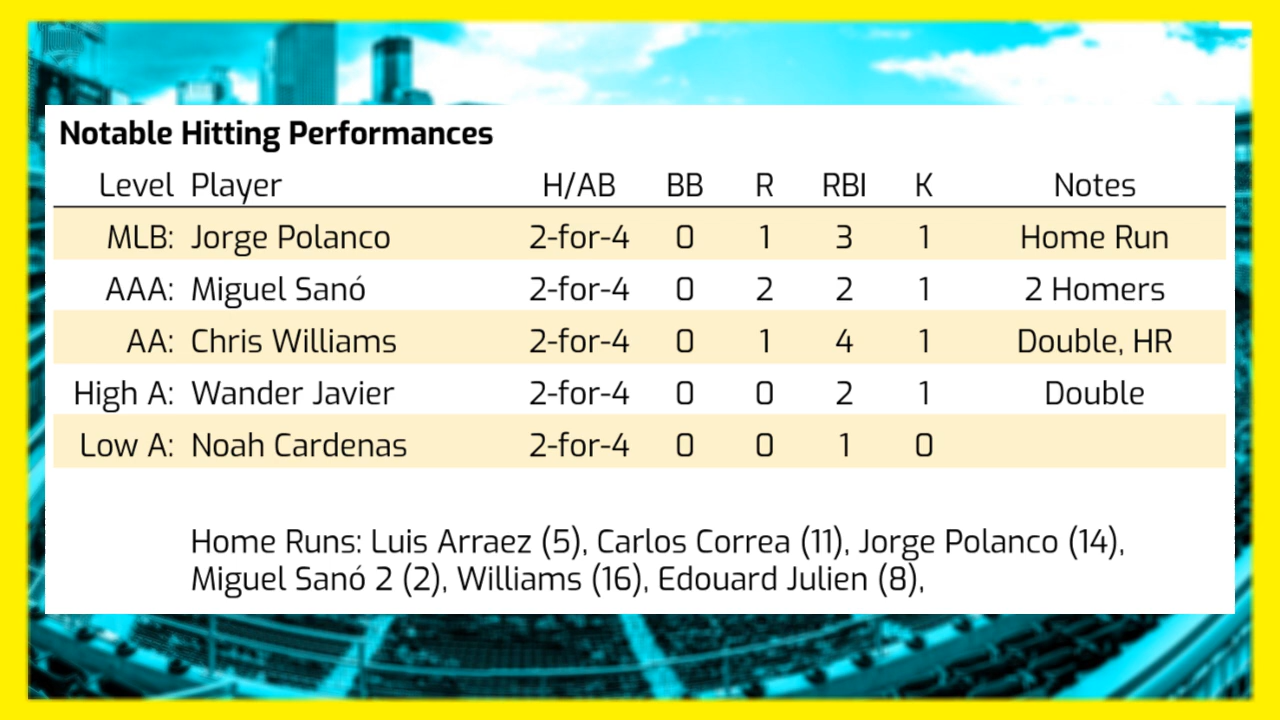 Notable Hitting Performances
Level Player H/AB BB R RBI K Notes
MLB: Jorge Polanco 2-for-4 0 1 3 1 Home Run
AAA: Miguel Sanó 2-for-4 0 2 2 1 2 Homers
AA: Chris Williams 2-for-4 0 1 4 1 Double, HR
High A: Wander Javier 2-for-4 0 0 2 1 Double
Low A: Noah Cardenas 2-for-4 0 0 1 0
Home Runs: Luis Arraez (5), Carlos Correa (11), Jorge Polanco (14),
Miguel Sanó 2 (2), Williams (16), Edouard Julien (8),